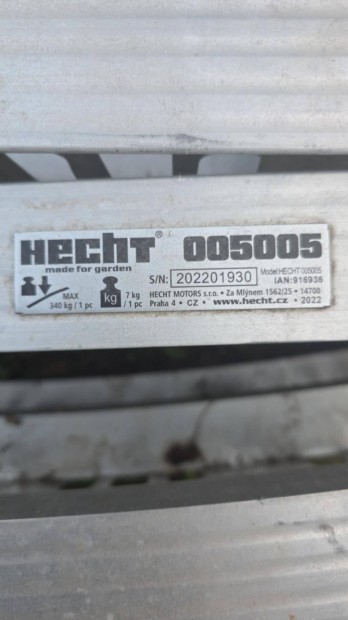 HECHT® 005005
made for garden
S/N: 202201930
Model:HECHT 005005
IAN:916936
MAX
340 kg / 1 pc
kg
7 kg
/ 1 pc
HECHT MOTORS s.r.o. • Za Mlýnem 1562/25 • 14700
Praha 4 • CZ • www.hecht.cz • 2022